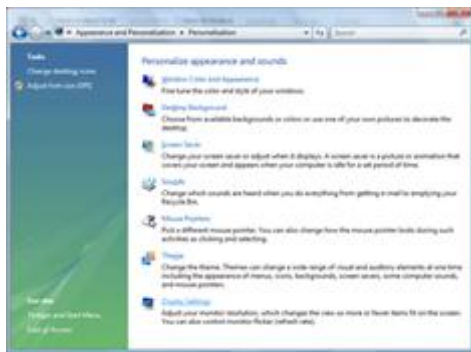 Appearance and Personalization ▸ Personalization
Tasks
Change desktop icons
Adjust font size (DPI)
Personalize appearance and sounds
Window Color and Appearance
Fine tune the color and style of your windows.
Desktop Background
Choose from available backgrounds or colors or use one of your own pictures to decorate the
desktop.
Screen Saver
Change your screen saver or adjust when it displays. A screen saver is a picture or animation that
covers your screen and appears when your computer is idle for a set period of time.
Sounds
Change which sounds are heard when you do everything from getting e-mail to emptying your
Recycle Bin.
Mouse Pointers
Pick a different mouse pointer. You can also change how the mouse pointer looks during such
activities as clicking and selecting.
Theme
Change the theme. Themes can change a wide range of visual and auditory elements at one time
including the appearance of menus, icons, backgrounds, screen savers, some computer sounds,
and mouse pointers.
Display Settings
Adjust your monitor resolution, which changes the view so more or fewer items fit on the screen.
You can also control monitor flicker (refresh rate).
See also
Taskbar and Start Menu
Ease of Access